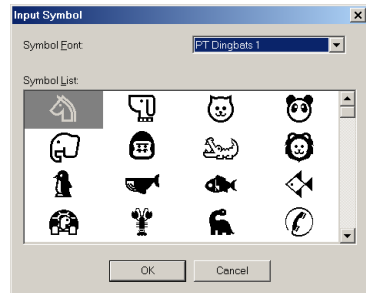 Input Symbol
Symbol Font:
PT Dingbats 1
Symbol List:
OK
Cancel